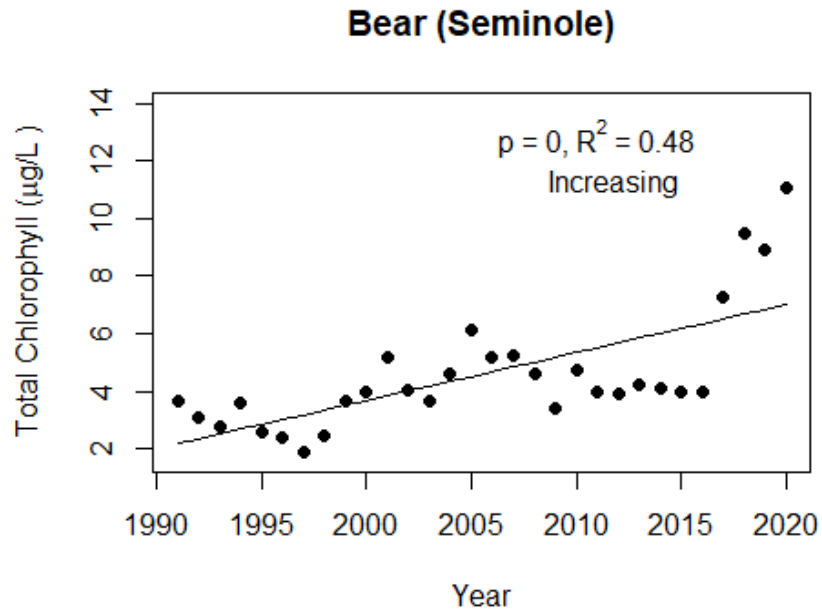 Bear (Seminole)
p = 0, R² = 0.48
Increasing
Total Chlorophyll (µg/L )
14
12
10
8
6
4
2
1990 1995 2000 2005 2010 2015 2020
Year